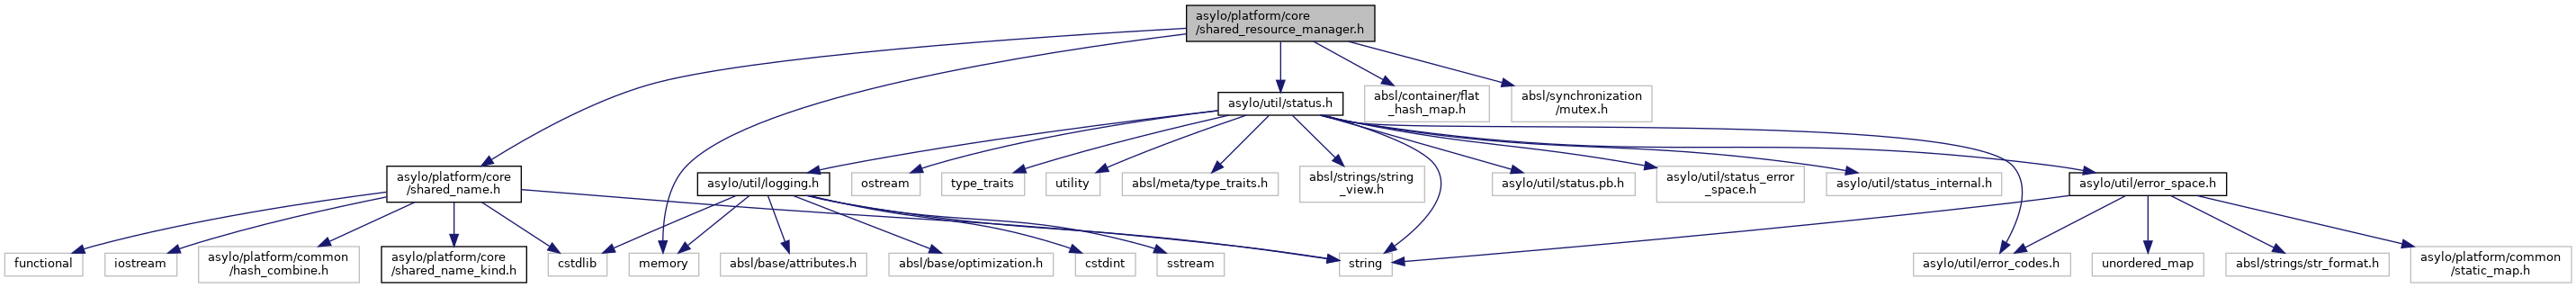 asylo/platform/core
/shared_resource_manager.h
asylo/util/status.h
absl/container/flat
_hash_map.h
absl/synchronization
/mutex.h
asylo/platform/core
/shared_name.h
asylo/util/logging.h
ostream
type_traits
utility
absl/meta/type_traits.h
absl/strings/string
_view.h
asylo/util/status.pb.h
asylo/util/status_error
_space.h
asylo/util/status_internal.h
asylo/util/error_space.h
functional
iostream
asylo/platform/common
/hash_combine.h
asylo/platform/core
/shared_name_kind.h
cstdlib
memory
absl/base/attributes.h
absl/base/optimization.h
cstdint
sstream
string
asylo/util/error_codes.h
unordered_map
absl/strings/str_format.h
asylo/platform/common
/static_map.h